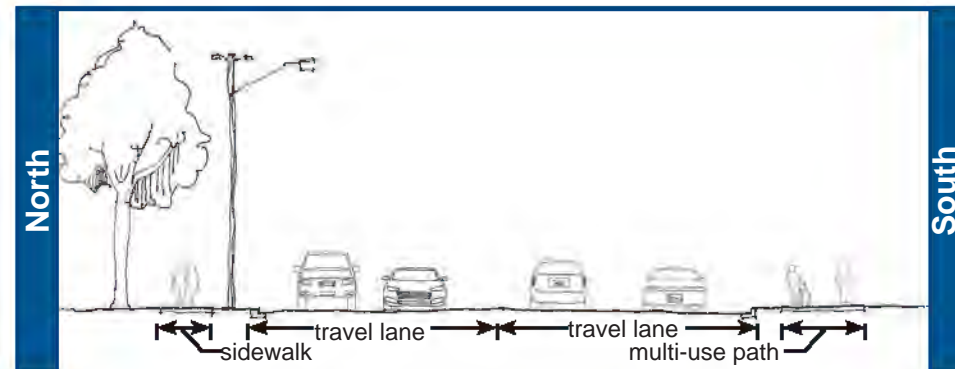 North
travel lane
travel lane
sidewalk
multi-use path
South